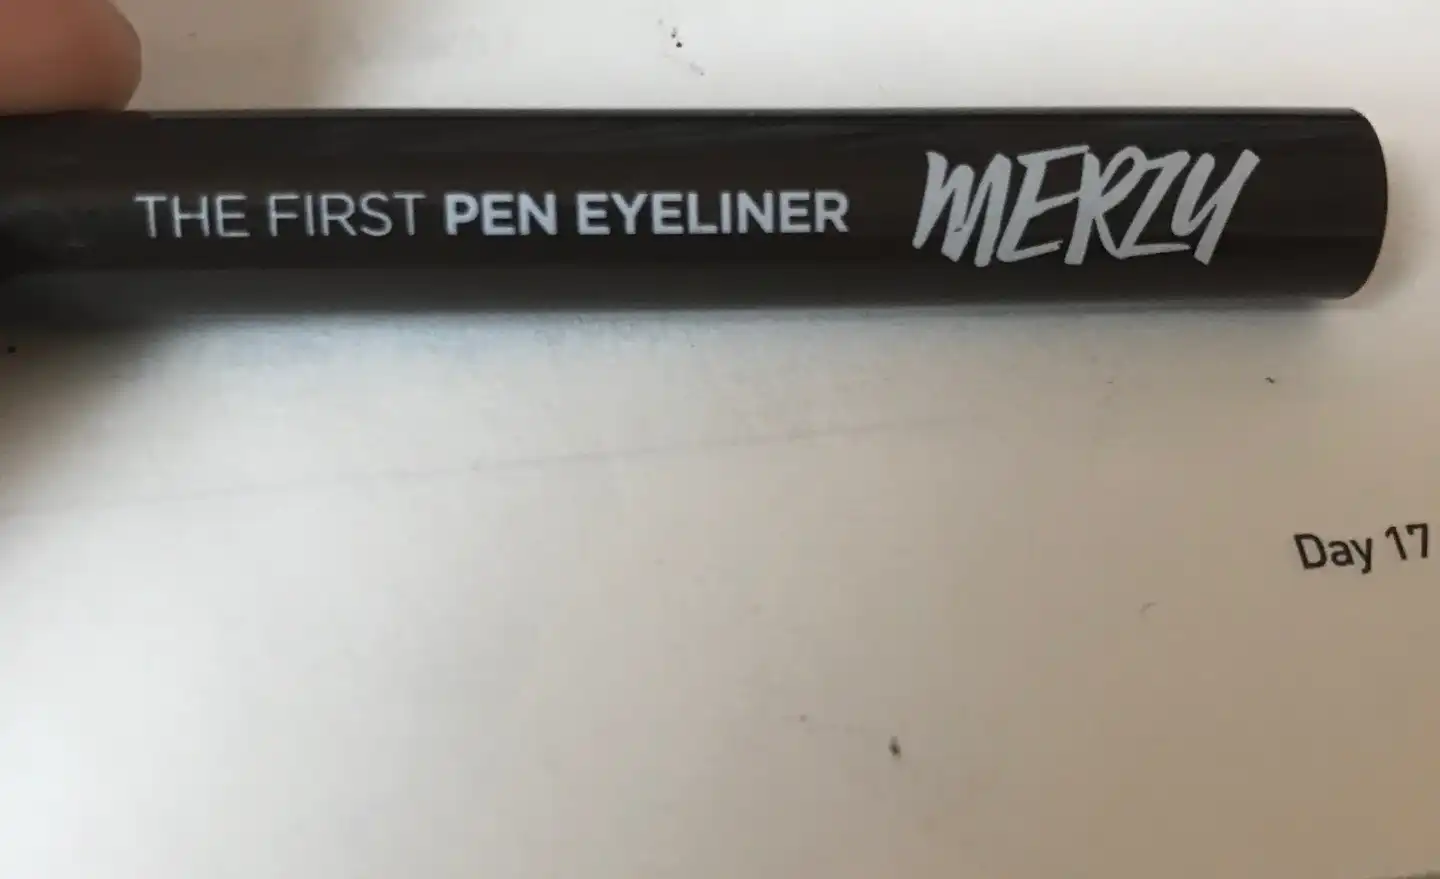 THE FIRST PEN EYELINER MERZY
Day 17